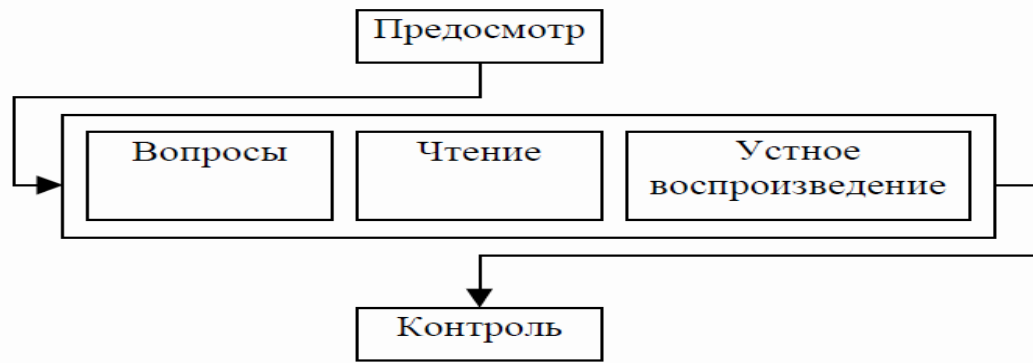 Предосмотр
Вопросы
Чтение
Устное
воспроизведение
Контроль